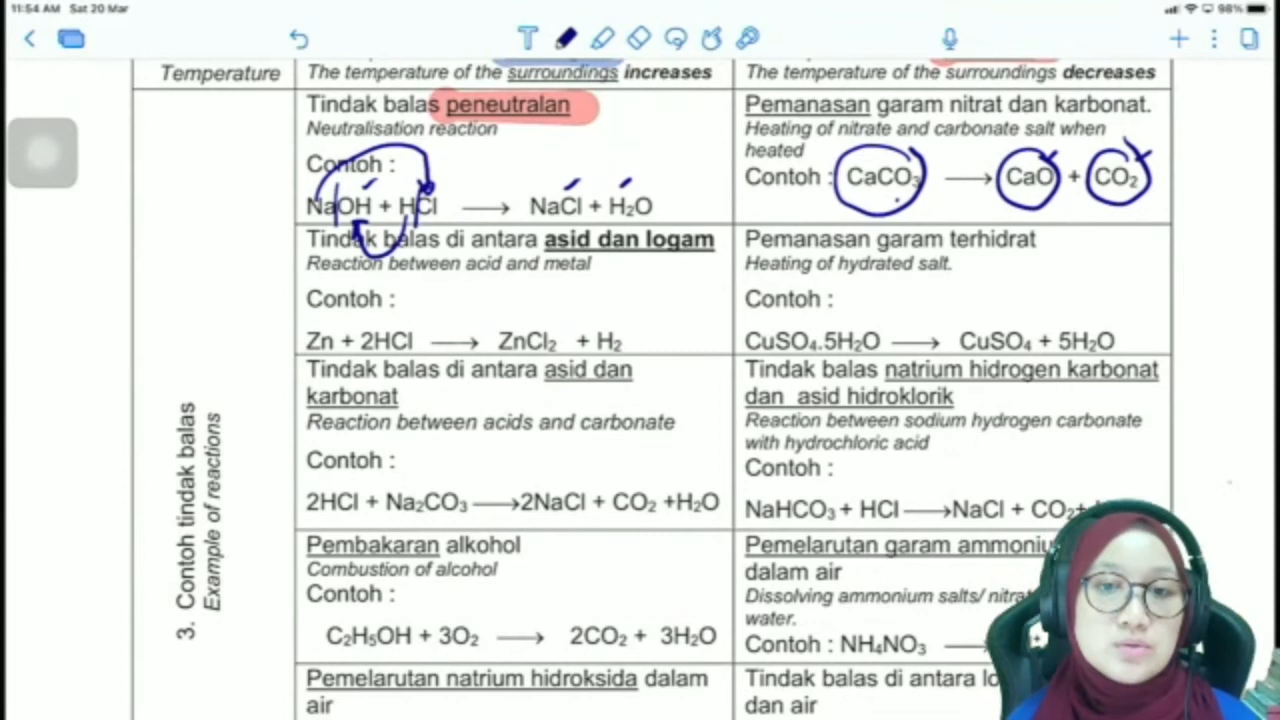 11:54 AM Sat 20 Mar
98%
Temperature
The temperature of the surroundings increases
The temperature of the surroundings decreases
3. Contoh tindak balas
Example of reactions
Tindak balas peneutralan
Neutralisation reaction
Contoh :
NaOH + HCl ⟶ NaCl + H₂O
Pemanasan garam nitrat dan karbonat.
Heating of nitrate and carbonate salt when
heated
Contoh : CaCO₃ ⟶ CaO + CO₂
Tindak balas di antara asid dan logam
Reaction between acid and metal
Contoh :
Zn + 2HCl ⟶ ZnCl₂ + H₂
Pemanasan garam terhidrat
Heating of hydrated salt.
Contoh :
CuSO₄.5H₂O ⟶ CuSO₄ + 5H₂O
Tindak balas di antara asid dan
karbonat
Reaction between acids and carbonate
Contoh :
2HCl + Na₂CO₃ ⟶2NaCl + CO₂ +H₂O
Tindak balas natrium hidrogen karbonat
dan asid hidroklorik
Reaction between sodium hydrogen carbonate
with hydrochloric acid
Contoh :
NaHCO₃ + HCl ⟶NaCl + CO₂+
Pembakaran alkohol
Combustion of alcohol
Contoh :
C₂H₅OH + 3O₂ ⟶ 2CO₂ + 3H₂O
Pemelarutan garam
dalam air
Dissolving ammonium salts/
water.
Contoh : NH₄NO₃ ⟶
Pemelarutan natrium hidroksida dalam
air
Tindak balas di antara
dan air